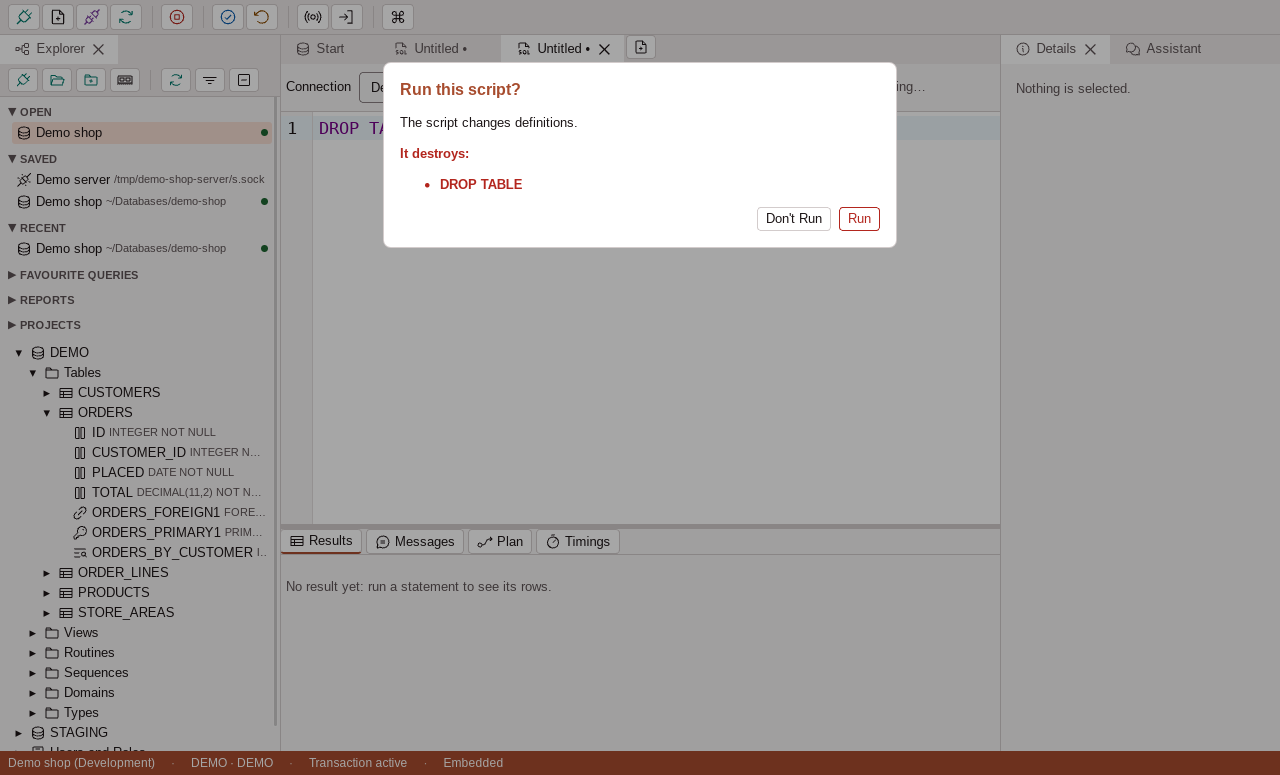 Explorer
Start
Untitled •
Untitled •
Details
Assistant
Connection
Nothing is selected.
OPEN
Demo shop
SAVED
Demo server /tmp/demo-shop-server/s.sock
Demo shop ~/Databases/demo-shop
RECENT
Demo shop ~/Databases/demo-shop
FAVOURITE QUERIES
REPORTS
PROJECTS
DEMO
Tables
CUSTOMERS
ORDERS
ID INTEGER NOT NULL
CUSTOMER_ID INTEGER N…
PLACED DATE NOT NULL
TOTAL DECIMAL(11,2) NOT N…
ORDERS_FOREIGN1 FORE…
ORDERS_PRIMARY1 PRIM…
ORDERS_BY_CUSTOMER I…
ORDER_LINES
PRODUCTS
STORE_AREAS
Views
Routines
Sequences
Domains
Types
STAGING
1 DROP
Run this script?
The script changes definitions.
It destroys:
• DROP TABLE
Don't Run
Run
Results
Messages
Plan
Timings
No result yet: run a statement to see its rows.
Demo shop (Development) · DEMO · DEMO · Transaction active · Embedded